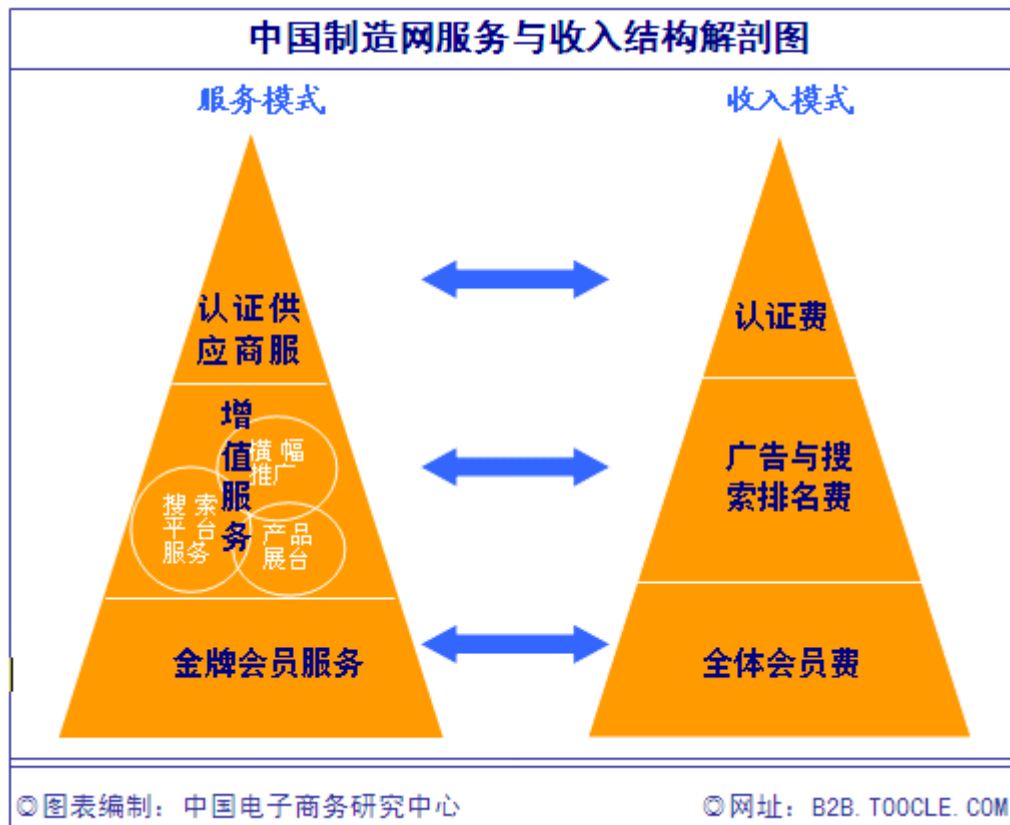 中国制造网服务与收入结构解剖图
服务模式
收入模式
认证供
应商服
认证费
增
值
服
务
横 幅
推广
搜 索
平 台
服务
产品
展台
广告与搜
索排名费
金牌会员服务
全体会员费
◎图表编制：中国电子商务研究中心
◎网址：B2B.TOOCLE.COM